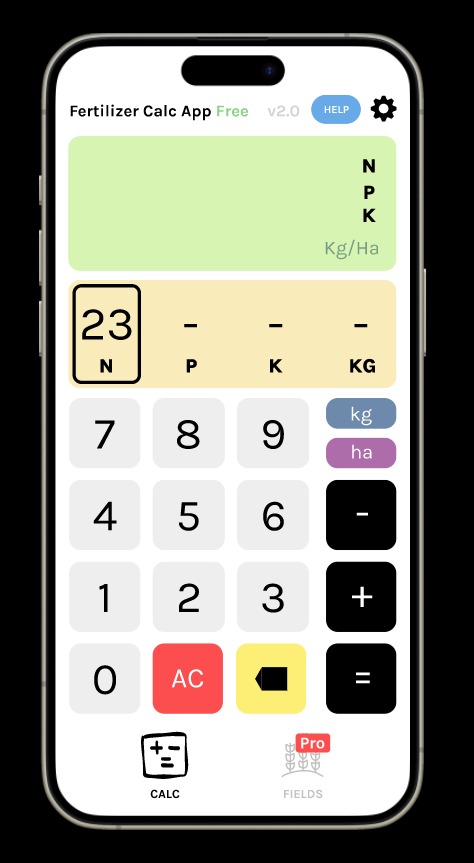 Fertilizer Calc App Free v2.0 HELP
N
P
K
Kg/Ha
23 - - -
N P K KG
7 8 9 kg
ha
4 5 6 -
1 2 3 +
0 AC =
Pro
CALC FIELDS